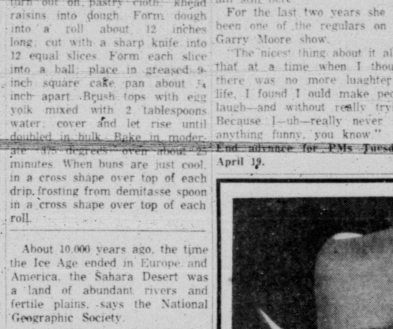 turn out on pastry cloth knead
raisins into dough. Form dough
into a roll about 12 inches
long; cut with a sharp knife into
12 equal slices. Form each slice
into a ball; place in greased 9-
inch square cake pan about ¾
inch apart. Brush tops with egg
yolk mixed with 2 tablespoons
water; cover and let rise until
doubled in bulk. Bake in moder-
degrees oven about
minutes. When buns are just cool,
in a cross shape over top of each
drip frosting from demitasse spoon
in a cross shape over top of each
roll.
About 10,000 years ago, the time
the Ice Age ended in Europe and
America, the Sahara Desert was
a land of abundant rivers and
fertile plains, says the National
Geographic Society.
For the last two years she
been one of the regulars on
Garry Moore show.
"The nicest thing about it al
that at a time when I thou
there was no more luaghter
life, I found I ould make peo
laugh—and without really try
Because I—uh—really never
anything funny, you know."
End advance for PMs Tuesd
April 19.